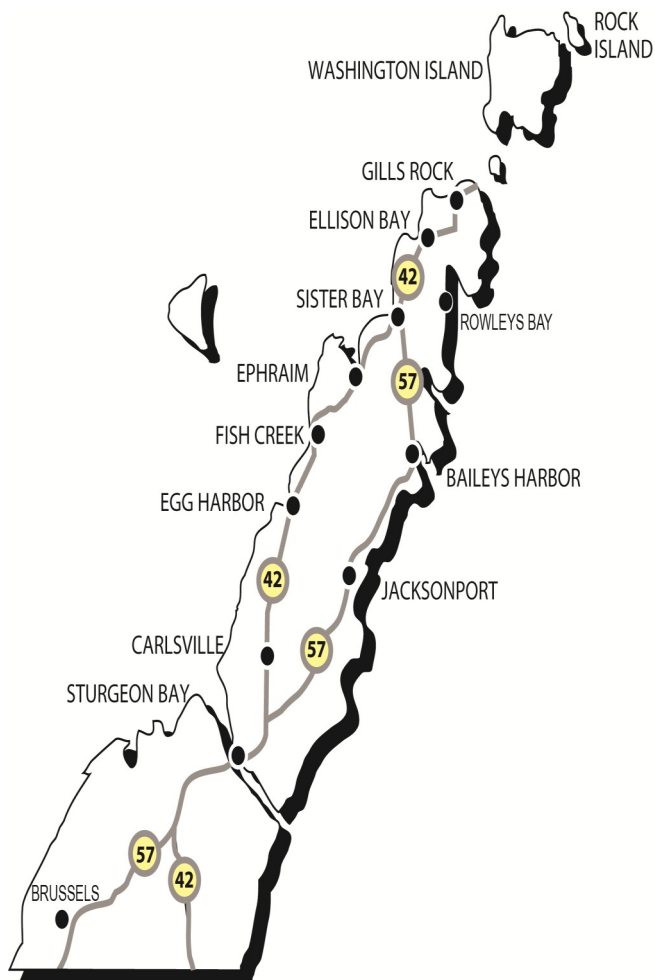 ROCK
ISLAND
WASHINGTON ISLAND
GILLS ROCK
ELLISON BAY
42
SISTER BAY
ROWLEYS BAY
EPHRAIM
57
FISH CREEK
BAILEYS HARBOR
EGG HARBOR
42
JACKSONPORT
CARLSVILLE
57
STURGEON BAY
57
42
BRUSSELS